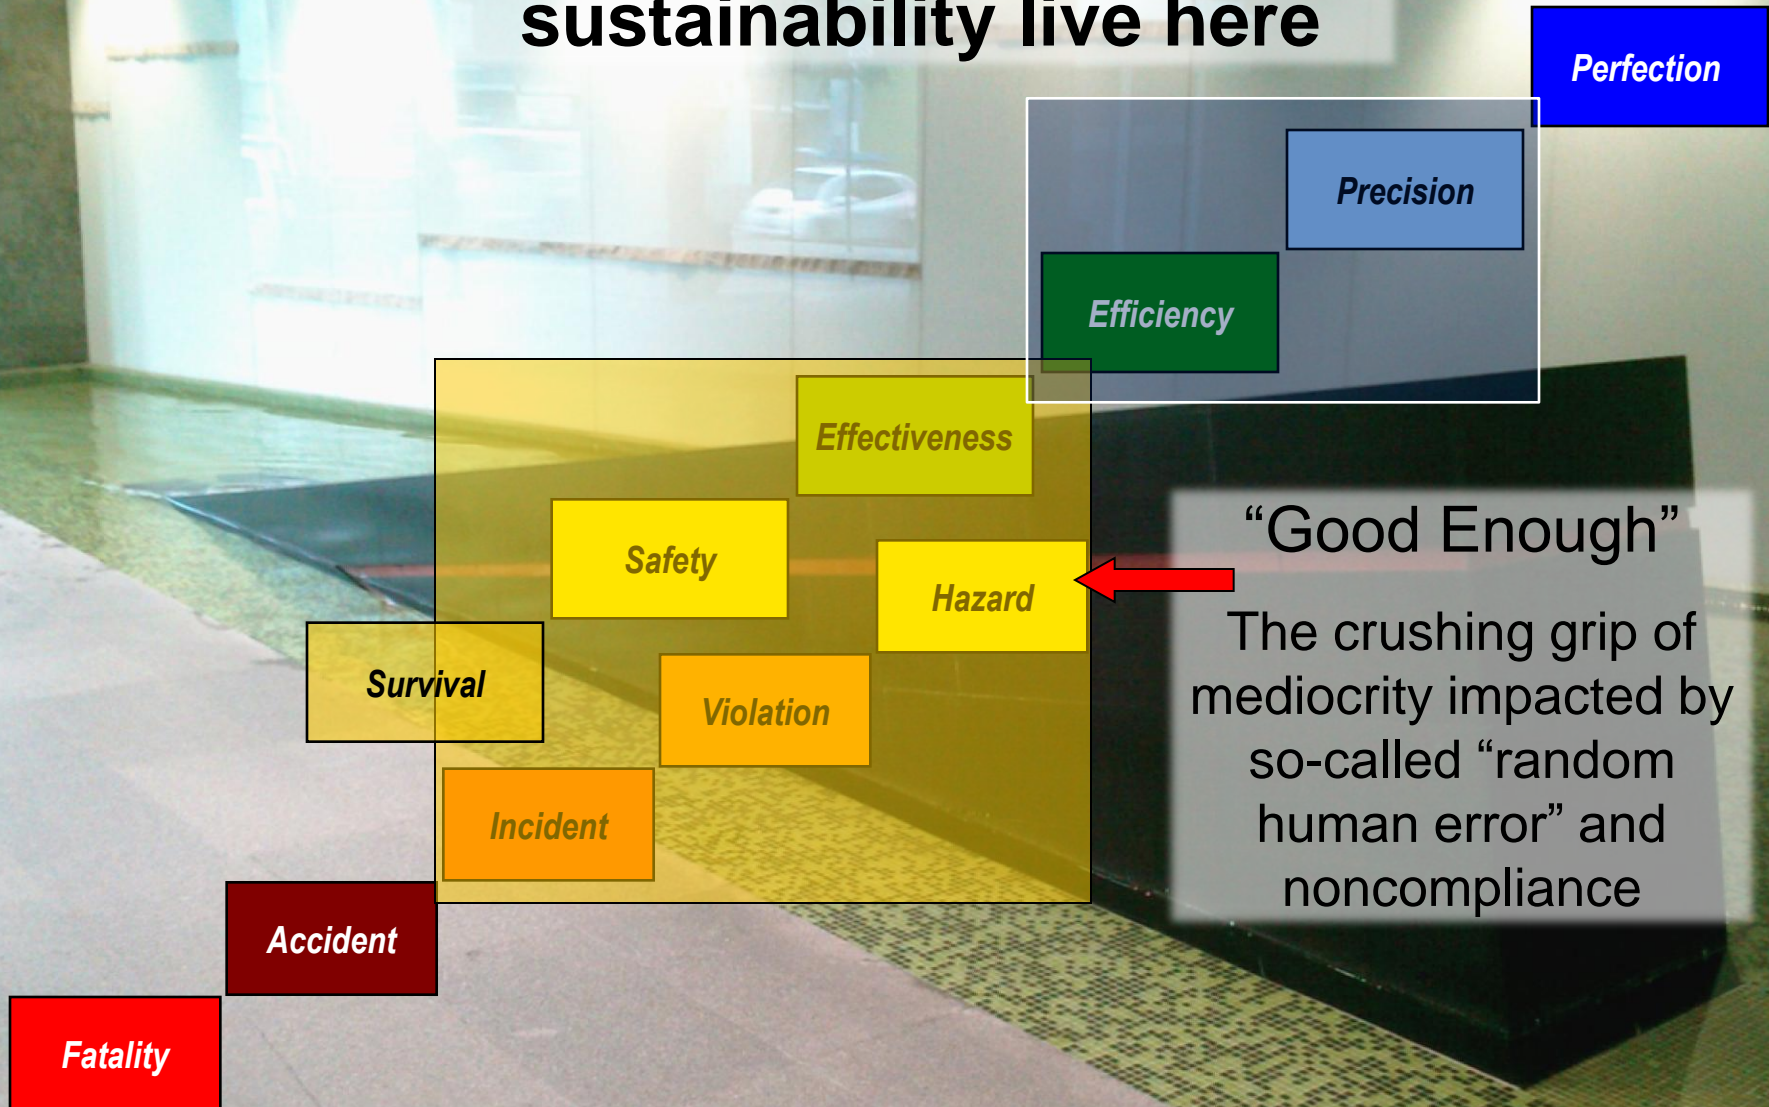 sustainability live here
Perfection
Precision
Efficiency
Effectiveness
Safety
Hazard
Survival
Violation
Incident
Accident
Fatality
“Good Enough”
The crushing grip of
mediocrity impacted by
so-called “random
human error” and
noncompliance